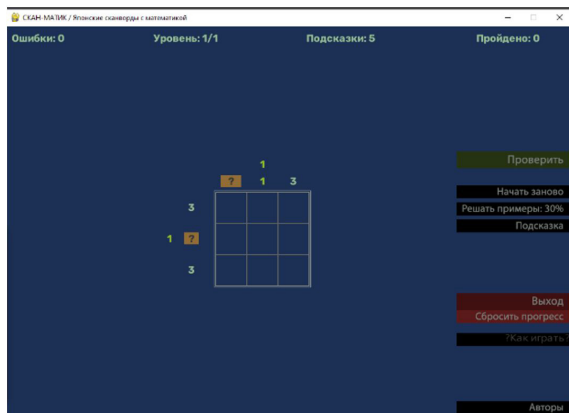 СКАН-МАТИК / Японские сканворды с математикой
Ошибки: 0 Уровень: 1/1 Подсказки: 5 Пройдено: 0
1
? 1 3
3
1 ?
3
Проверить
Начать заново
Решать примеры: 30%
Подсказка
Выход
Сбросить прогресс
?Как играть?
Авторы